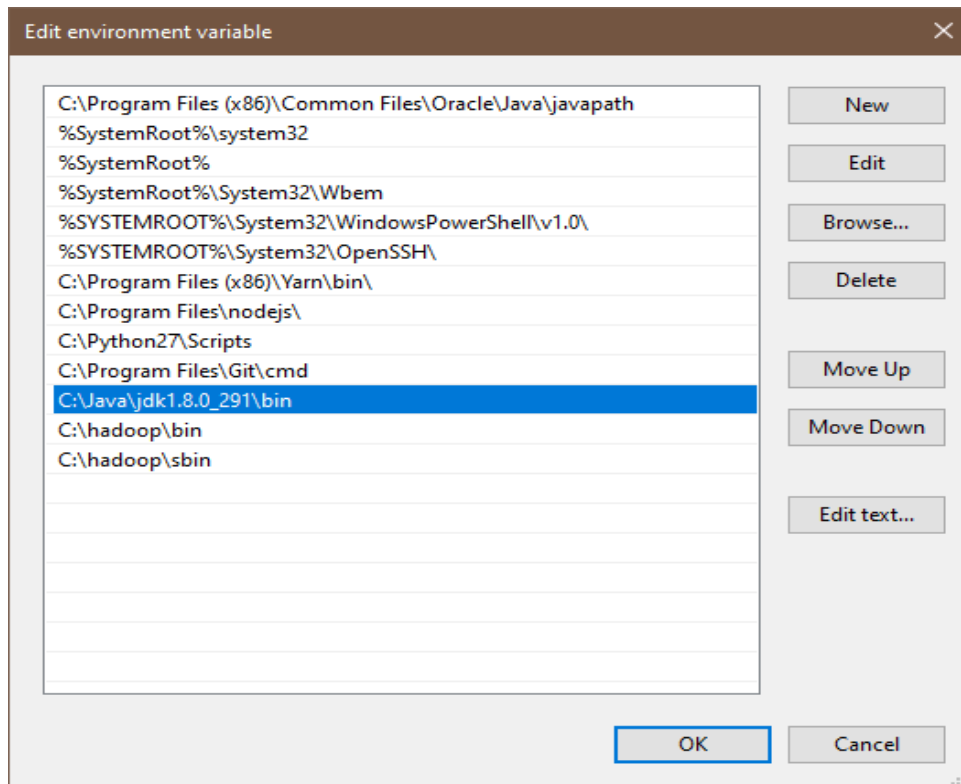 Edit environment variable
C:\Program Files (x86)\Common Files\Oracle\Java\javapath
%SystemRoot%\system32
%SystemRoot%
%SystemRoot%\System32\Wbem
%SYSTEMROOT%\System32\WindowsPowerShell\v1.0\
%SYSTEMROOT%\System32\OpenSSH\
C:\Program Files (x86)\Yarn\bin\
C:\Program Files\nodejs\
C:\Python27\Scripts
C:\Program Files\Git\cmd
C:\Java\jdk1.8.0_291\bin
C:\hadoop\bin
C:\hadoop\sbin
New
Edit
Browse...
Delete
Move Up
Move Down
Edit text...
OK
Cancel